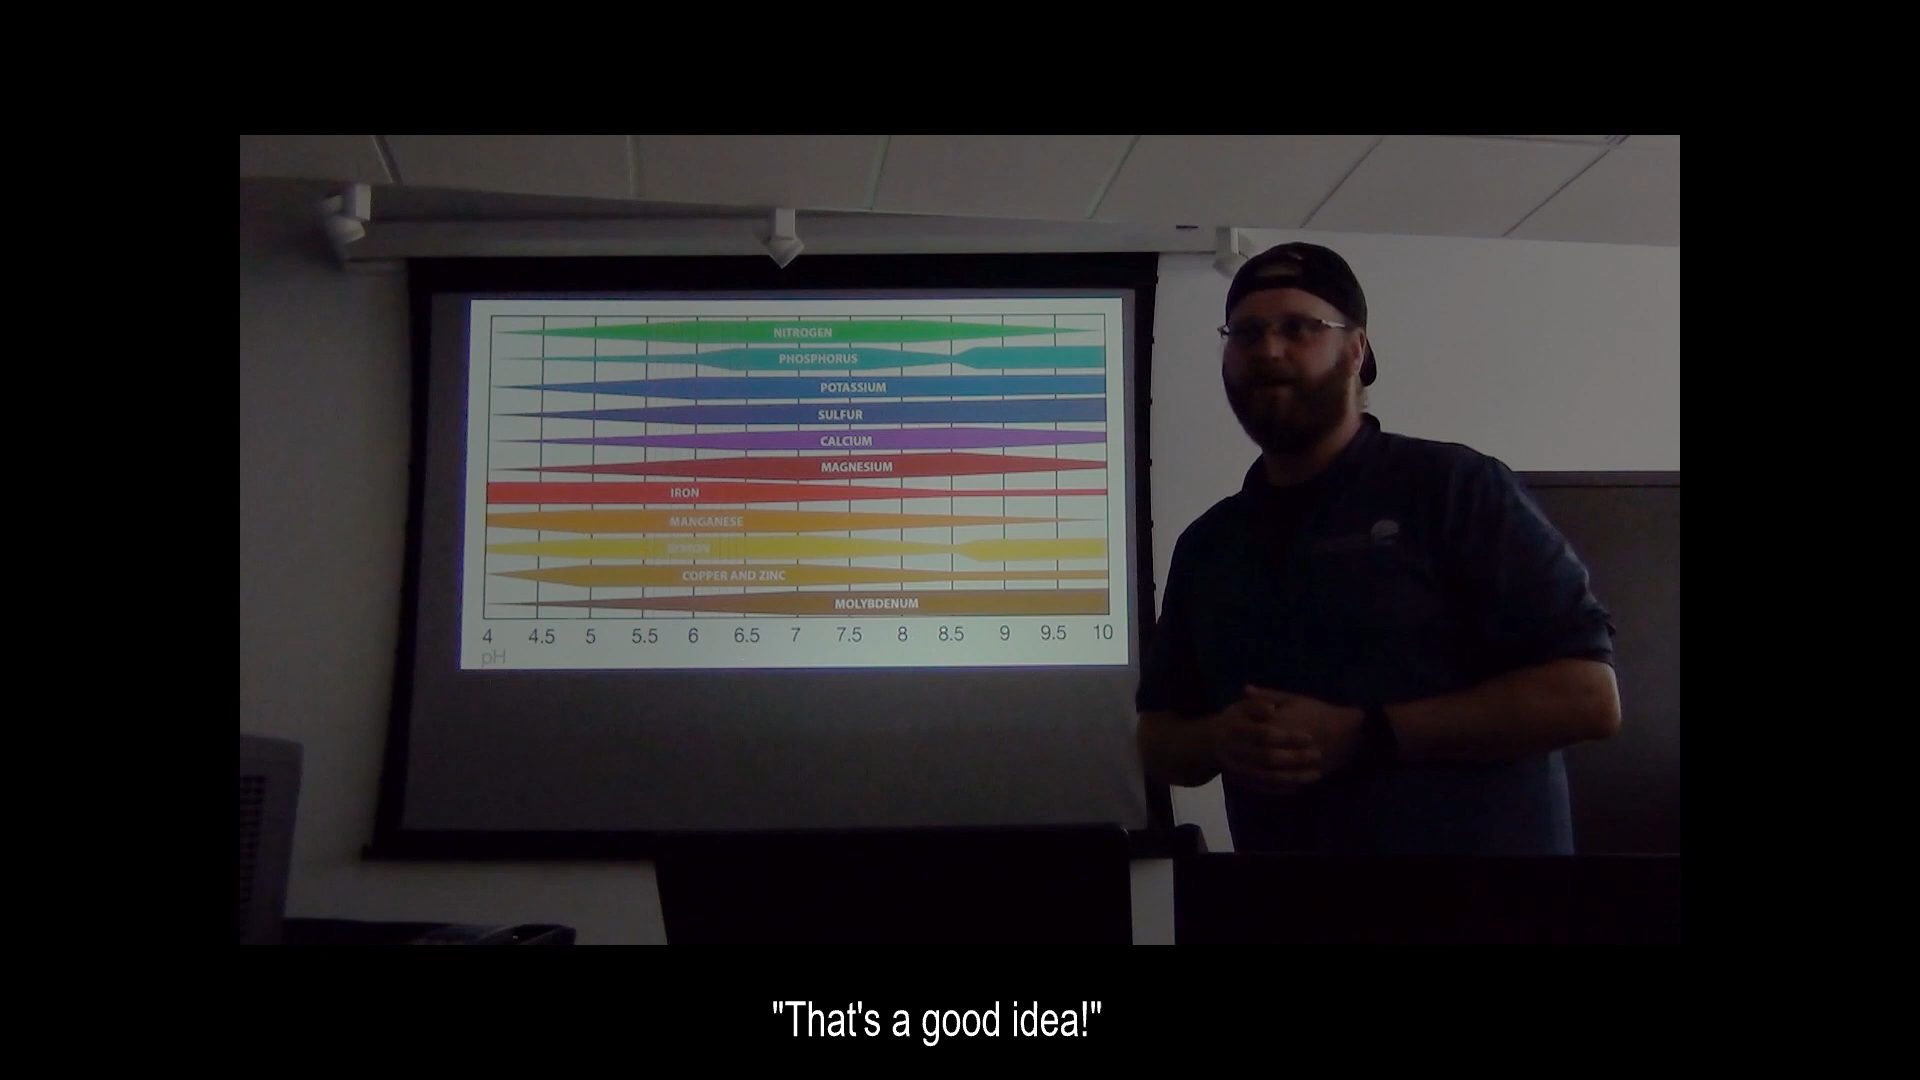 NITROGEN
PHOSPHORUS
POTASSIUM
SULFUR
CALCIUM
MAGNESIUM
IRON
MANGANESE
COPPER AND ZINC
MOLYBDENUM
4 4.5 5 5.5 6 6.5 7 7.5 8 8.5 9 9.5 10
pH
"That's a good idea!"